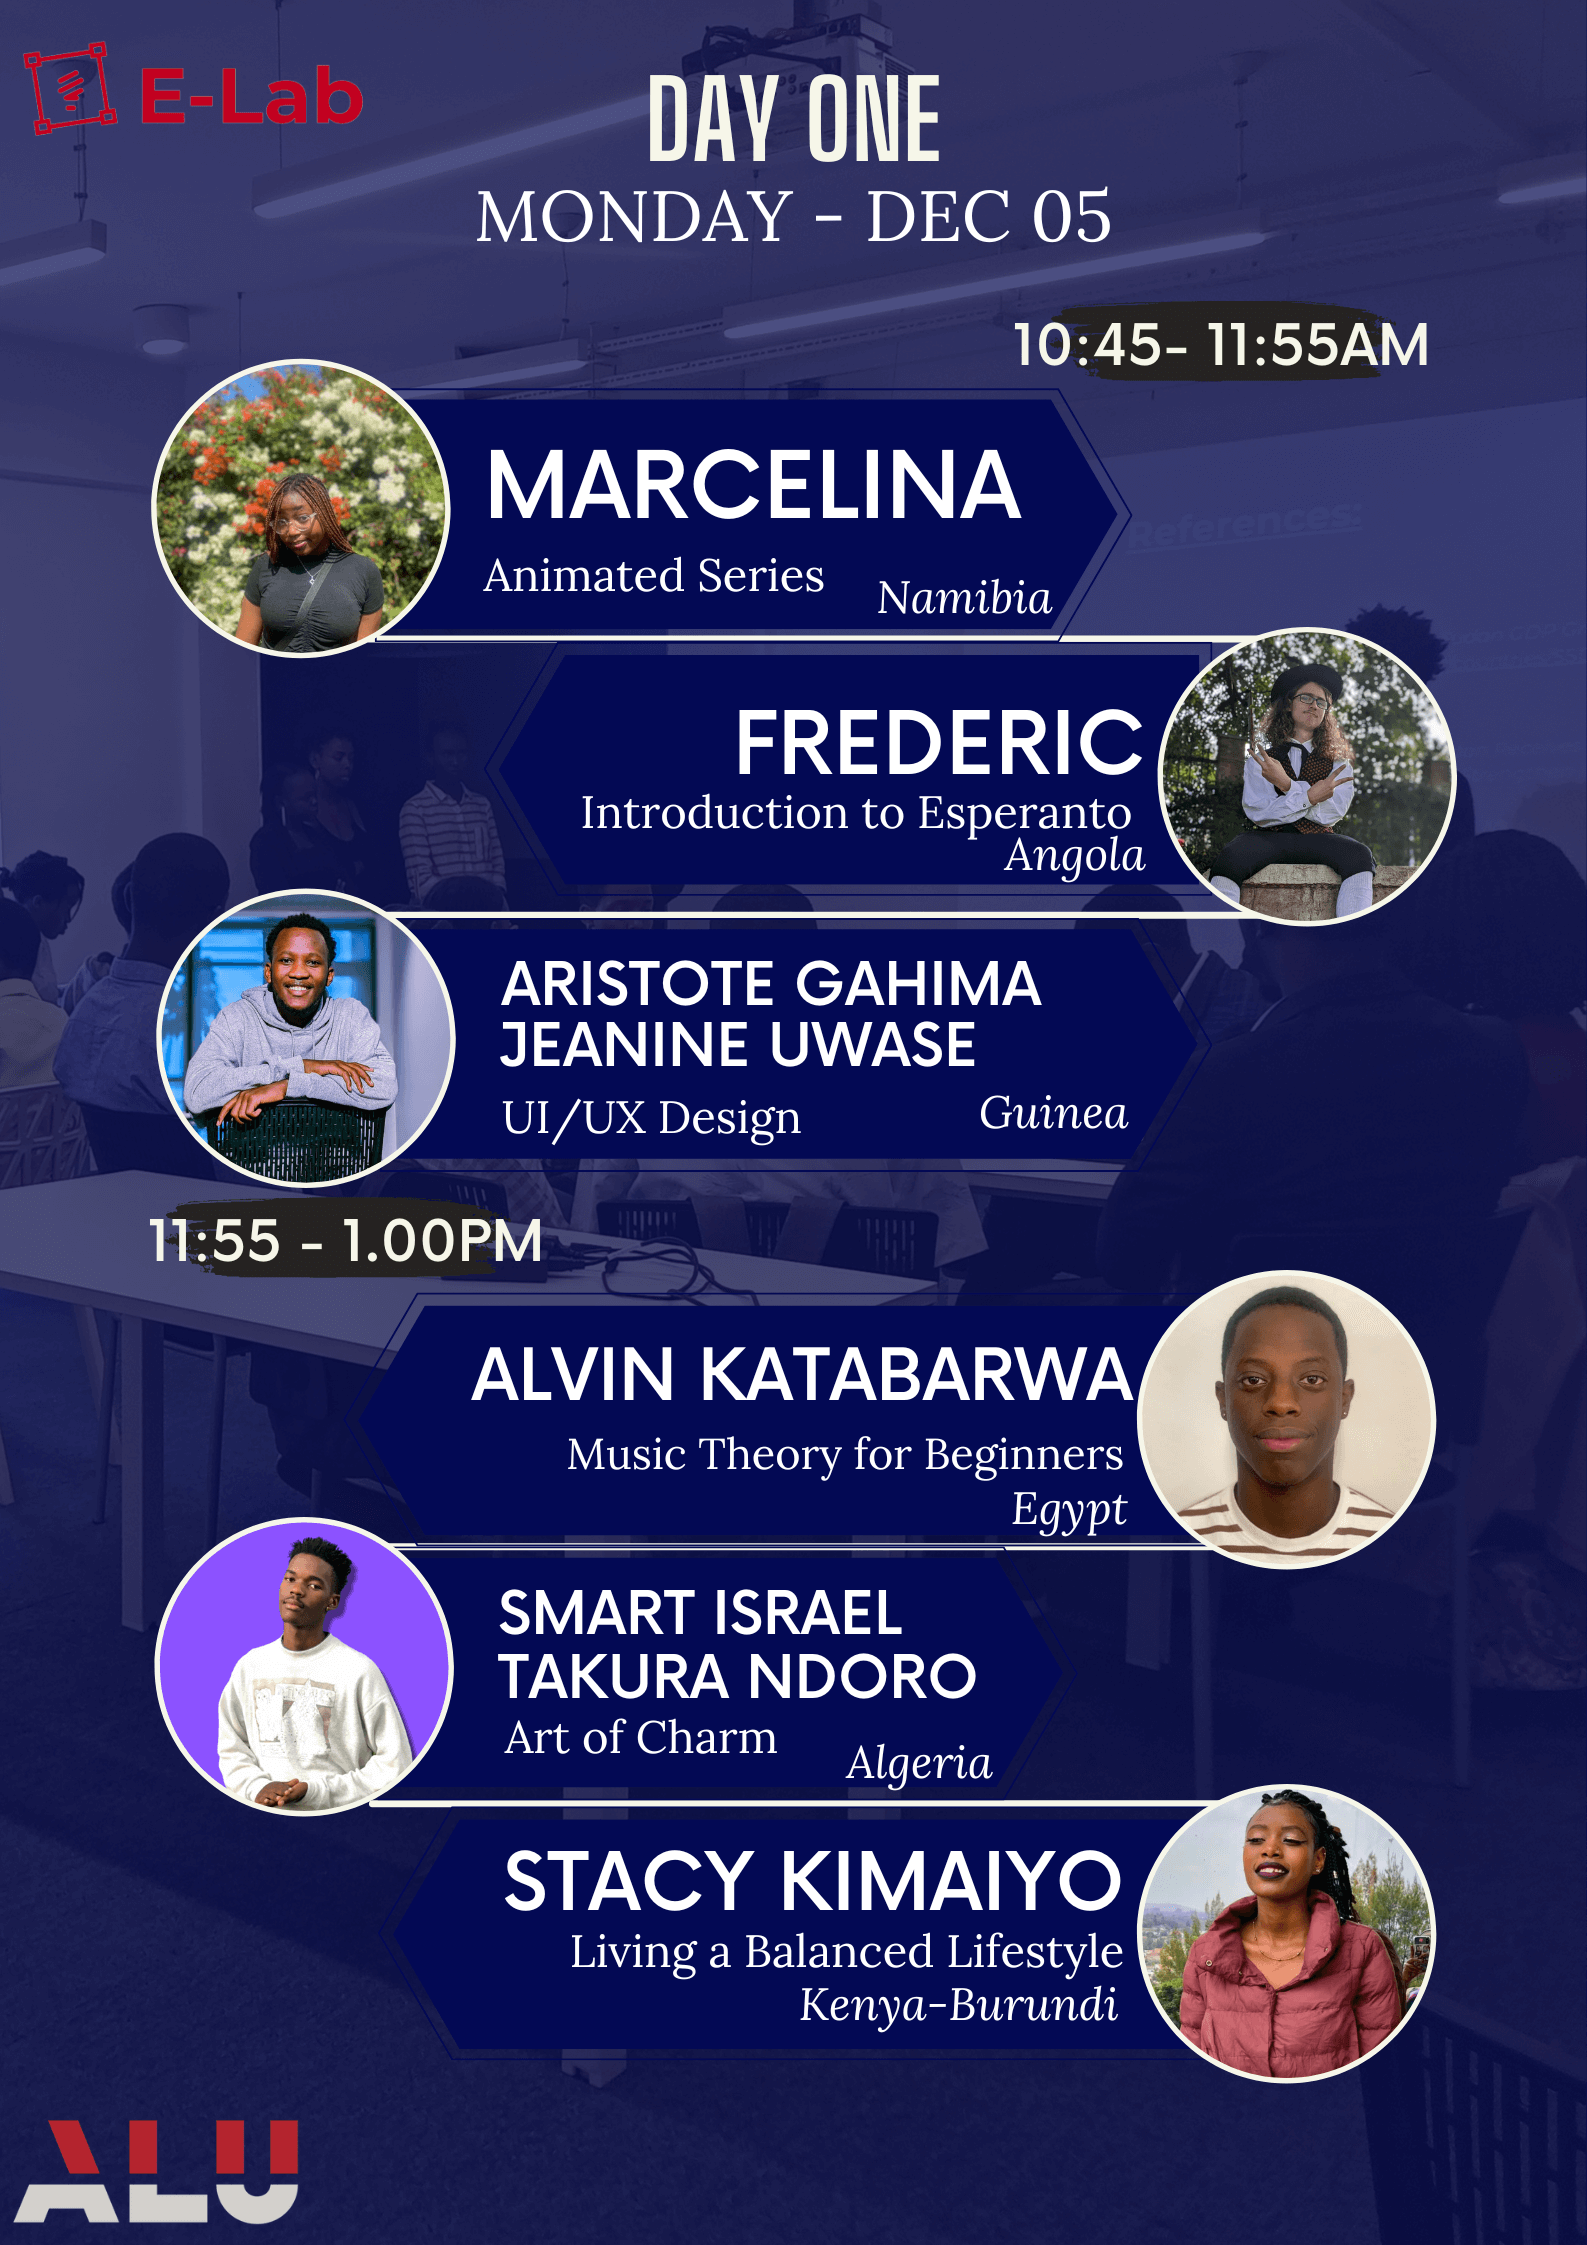 E-Lab
DAY ONE
MONDAY - DEC 05
10:45- 11:55AM
MARCELINA
Animated Series
Namibia
References:
FREDERIC
Introduction to Esperanto
Angola
ARISTOTE GAHIMA
JEANINE UWASE
UI/UX Design
Guinea
11:55 - 1.00PM
ALVIN KATABARWA
Music Theory for Beginners
Egypt
SMART ISRAEL
TAKURA NDORO
Art of Charm
Algeria
STACY KIMAIYO
Living a Balanced Lifestyle
Kenya-Burundi
ALU